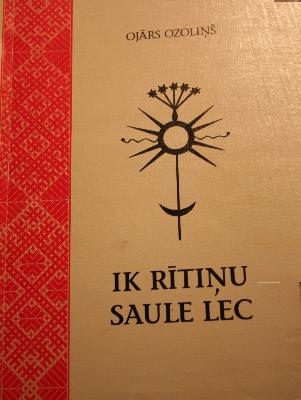 OJĀRS OZOLIŅŠ
IK RĪTIŅU
SAULE LEC